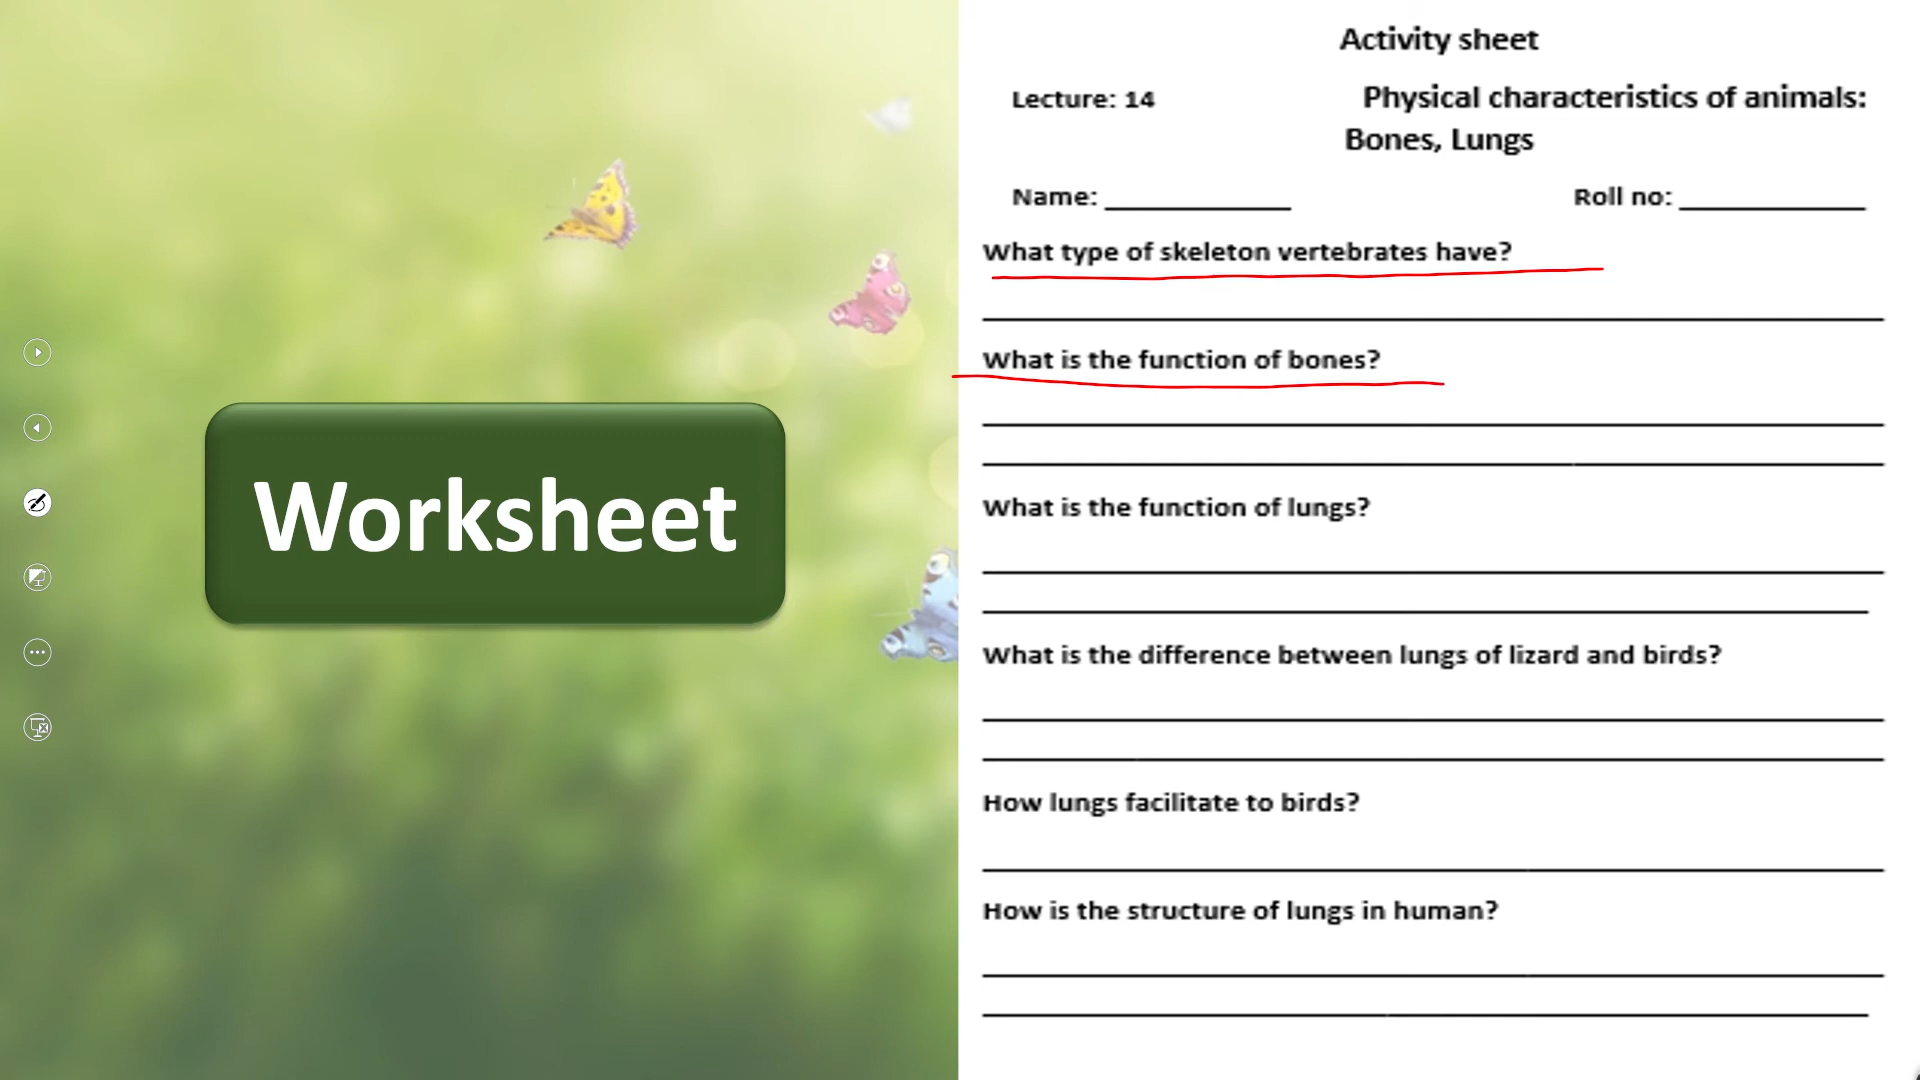 Worksheet
Activity sheet
Lecture: 14 Physical characteristics of animals:
Bones, Lungs
Name: ____________ Roll no: ____________
What type of skeleton vertebrates have?
What is the function of bones?
What is the function of lungs?
What is the difference between lungs of lizard and birds?
How lungs facilitate to birds?
How is the structure of lungs in human?